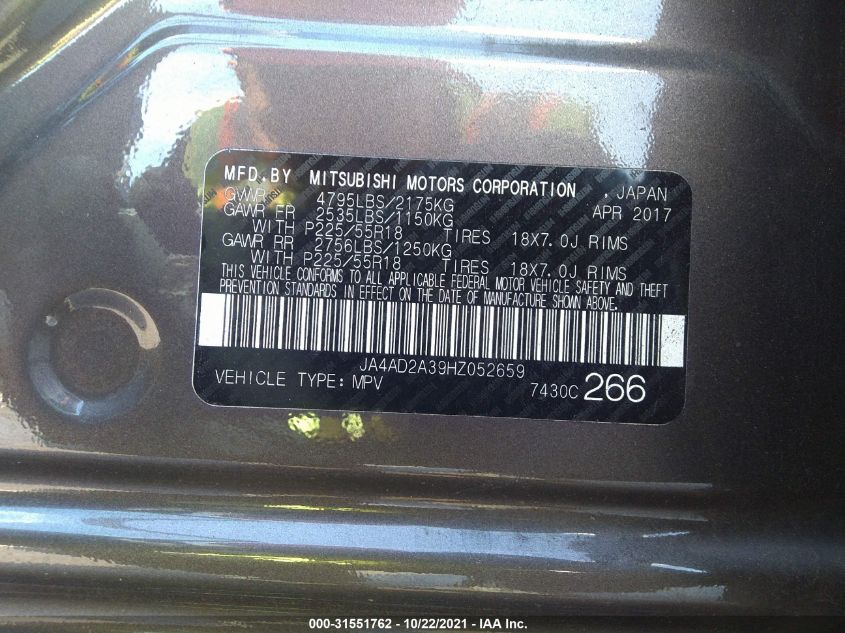 MFD.BY MITSUBISHI MOTORS CORPORATION , JAPAN
GVWR 4795LBS/2175KG APR 2017
GAWR FR 2535LBS/1150KG
WITH P225/55R18 TIRES 18X7.0J RIMS
GAWR RR 2756LBS/1250KG
WITH P225/55R18 TIRES 18X7.0J RIMS
THIS VEHICLE CONFORMS TO ALL APPLICABLE FEDERAL MOTOR VEHICLE SAFETY AND THEFT
PREVENTION STANDARDS IN EFFECT ON THE DATE OF MANUFACTURE SHOWN ABOVE.
JA4AD2A39HZ052659
VEHICLE TYPE: MPV 7430C 266
000-31551762 - 10/22/2021 - IAA Inc.